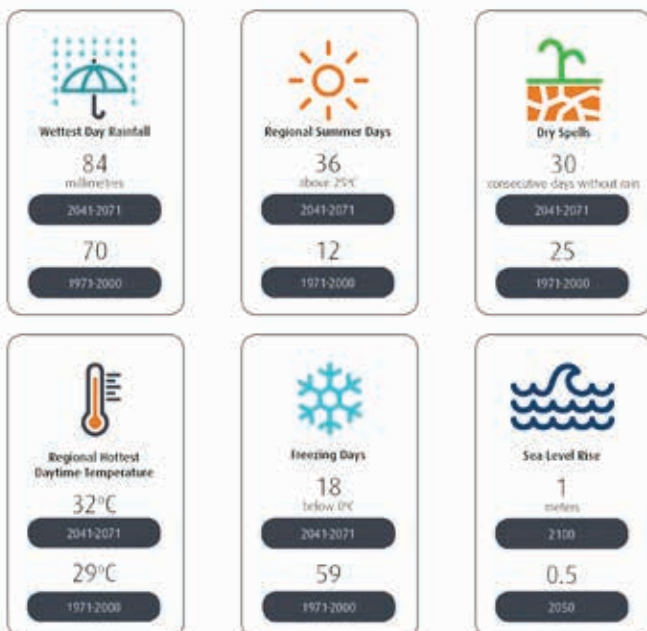 Wettest Day Rainfall
84
millimetres
2041-2071
70
1971-2000
Regional Summer Days
36
above 25°C
2041-2071
12
1971-2000
Dry Spells
30
consecutive days without rain
2041-2071
25
1971-2000
Regional Hottest
Daytime Temperature
32°C
2041-2071
29°C
1971-2000
Freezing Days
18
below 0°C
2041-2071
59
1971-2000
Sea Level Rise
1
meters
2100
0.5
2050